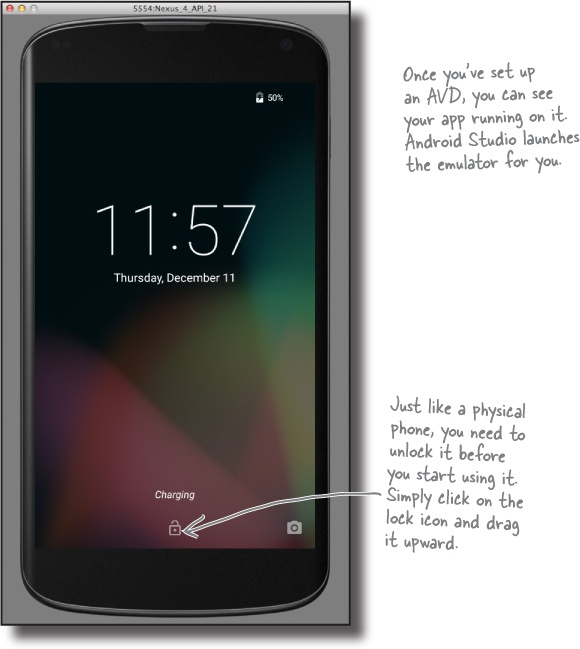 5554:Nexus_4_API_21
50%
11:57
Thursday, December 11
Charging
Once you've set up
an AVD, you can see
your app running on it.
Android Studio launches
the emulator for you.
Just like a physical
phone, you need to
unlock it before
you start using it.
Simply click on the
lock icon and drag
it upward.